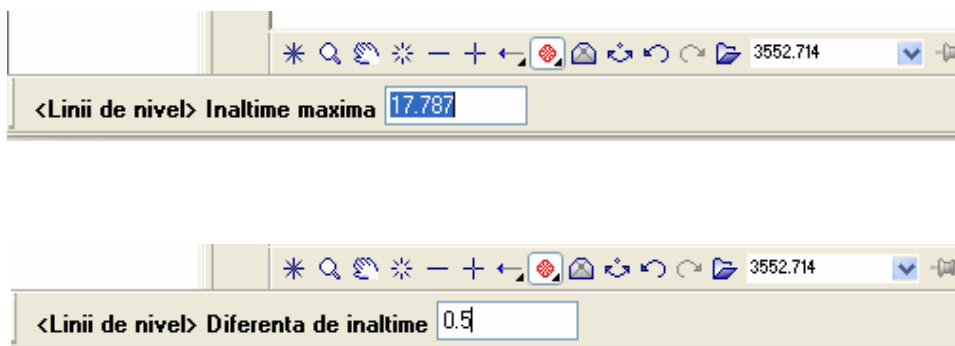 3552.714
<Linii de nivel> Inaltime maxima 17.787
3552.714
<Linii de nivel> Diferenta de inaltime 0.5